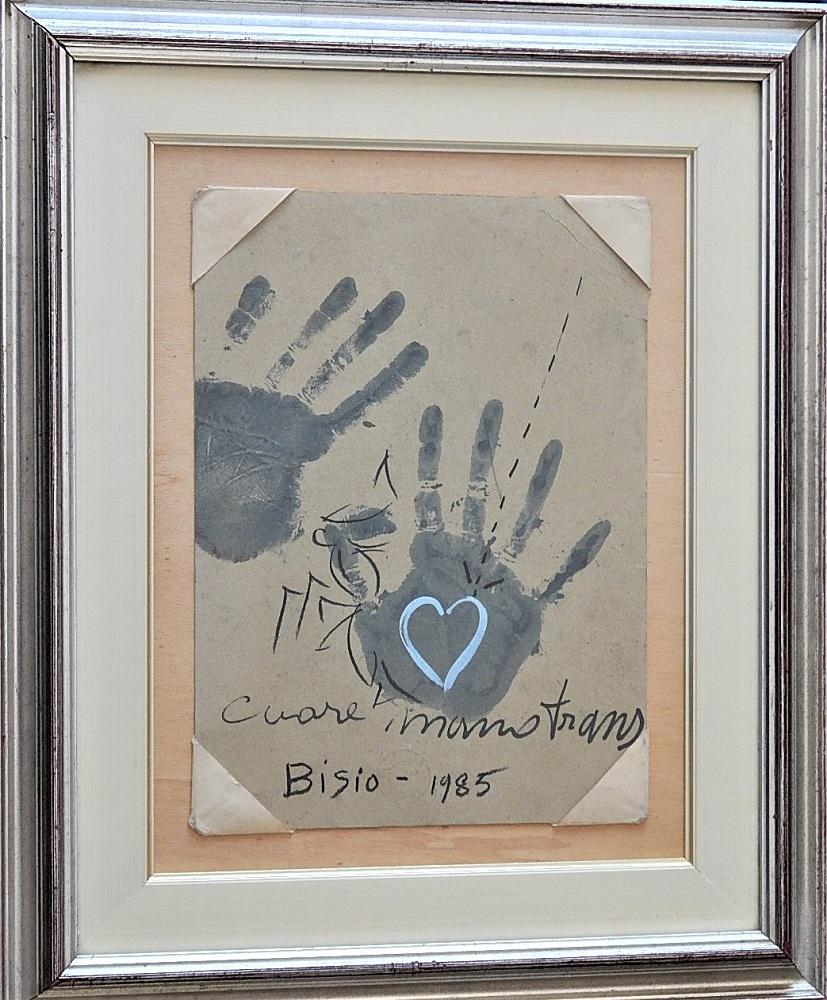 cuore manostrans
Bisio - 1985